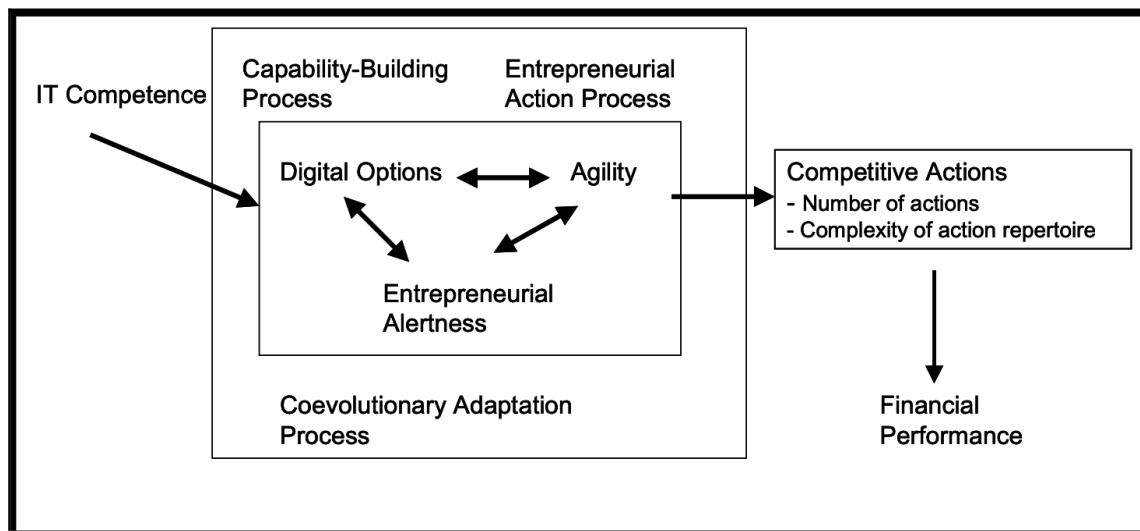 IT Competence
Capability-Building
Process
Entrepreneurial
Action Process
Digital Options
Agility
Entrepreneurial
Alertness
Coevolutionary Adaptation
Process
Competitive Actions
- Number of actions
- Complexity of action repertoire
Financial
Performance